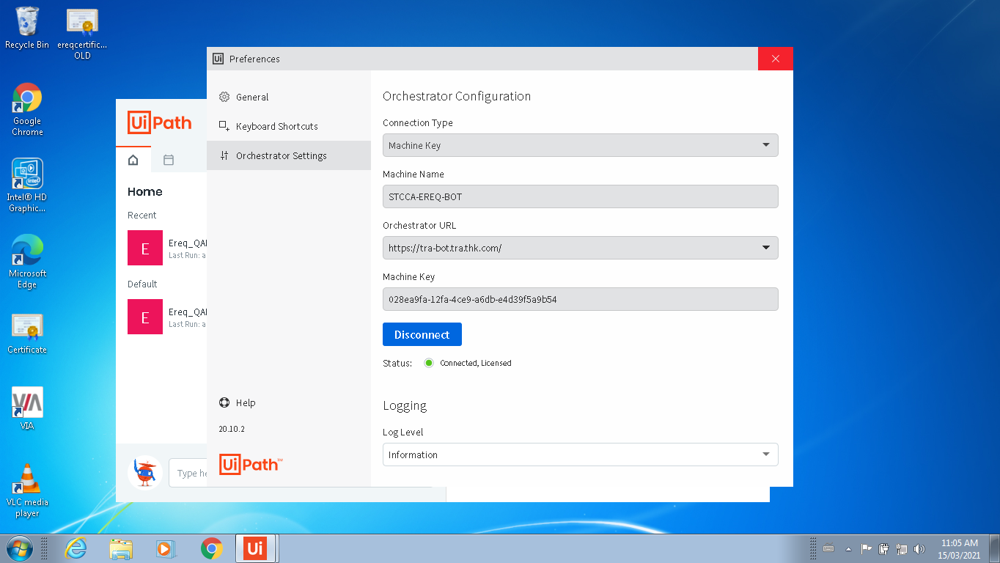 Recycle Bin
ereqcertific...
OLD
Google
Chrome
Intel® HD
Graphic...
Microsoft
Edge
Certificate
VIA
VIA
VLC media
player
Ui Path
Home
Recent
E
Ereq_QA
Last Run: a
Default
E
Ereq_QA
Last Run: a
Type he
Ui Preferences
General
Keyboard Shortcuts
Orchestrator Settings
Help
20.10.2
Ui Path™
Orchestrator Configuration
Connection Type
Machine Key
Machine Name
STCCA-EREQ-BOT
Orchestrator URL
https://tra-bot.tra.thk.com/
Machine Key
028ea9fa-12fa-4ce9-a6db-e4d39f5a9b54
Disconnect
Status: Connected, Licensed
Logging
Log Level
Information
Ui
11:05 AM
15/03/2021